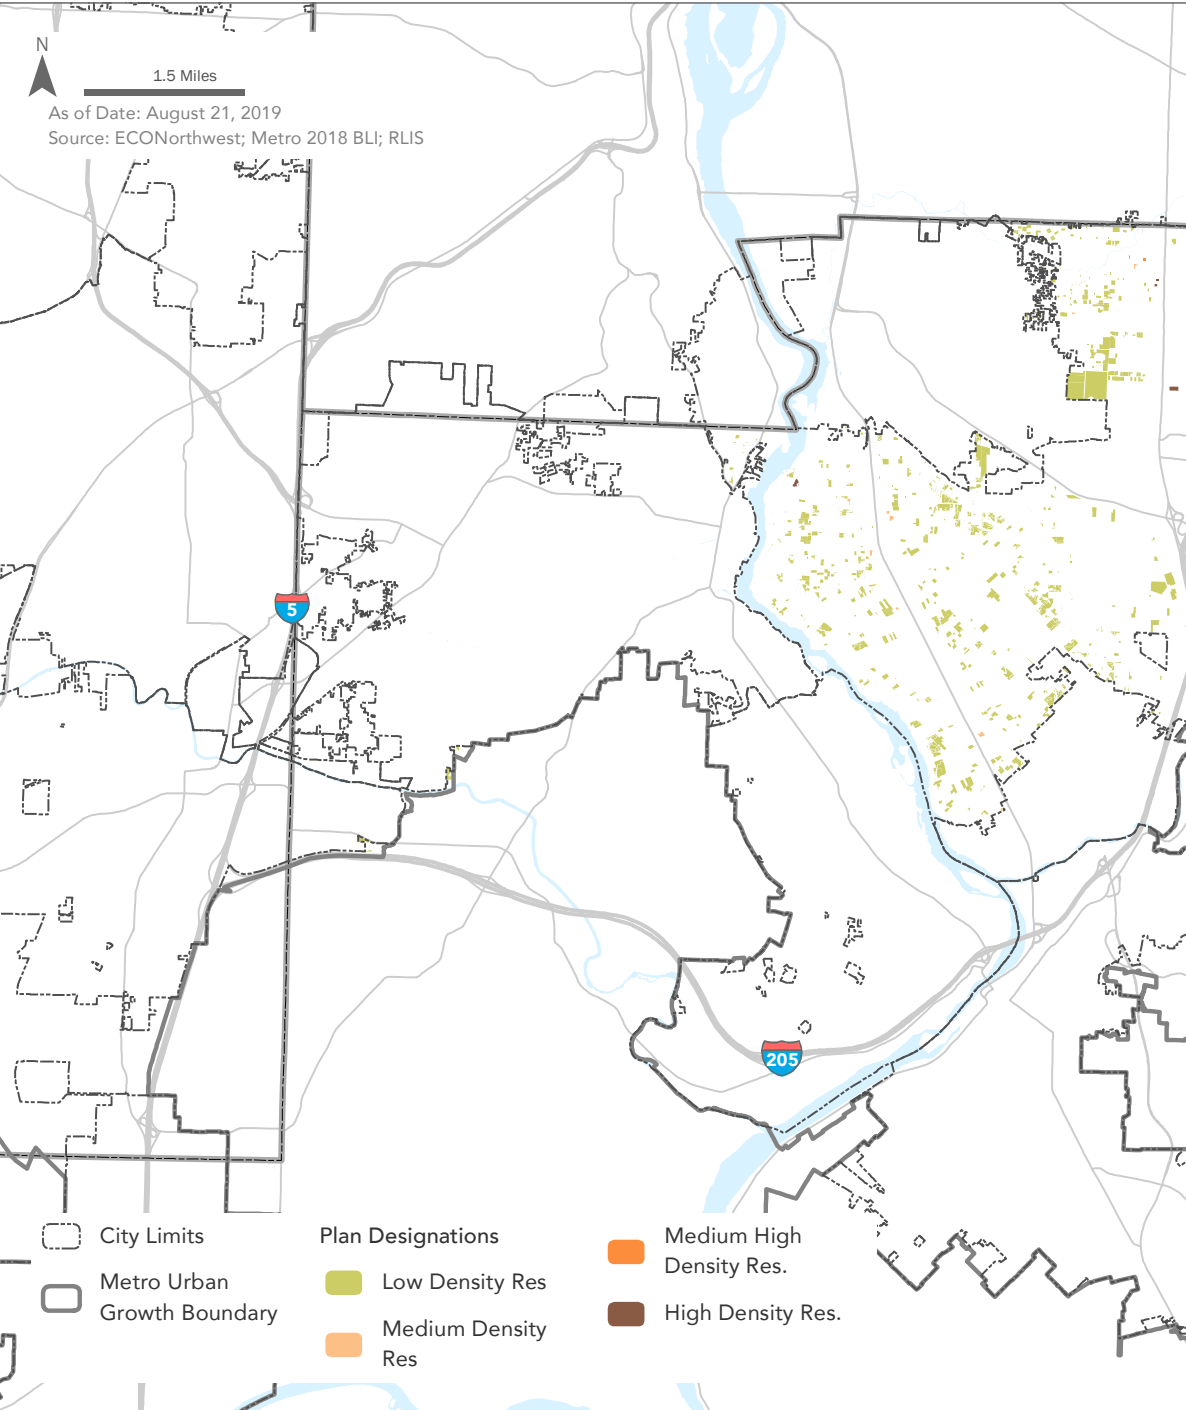 N
1.5 Miles
As of Date: August 21, 2019
Source: ECONorthwest; Metro 2018 BLI; RLIS
5
205
City Limits
Metro Urban
Growth Boundary
Plan Designations
Low Density Res
Medium Density
Res
Medium High
Density Res.
High Density Res.